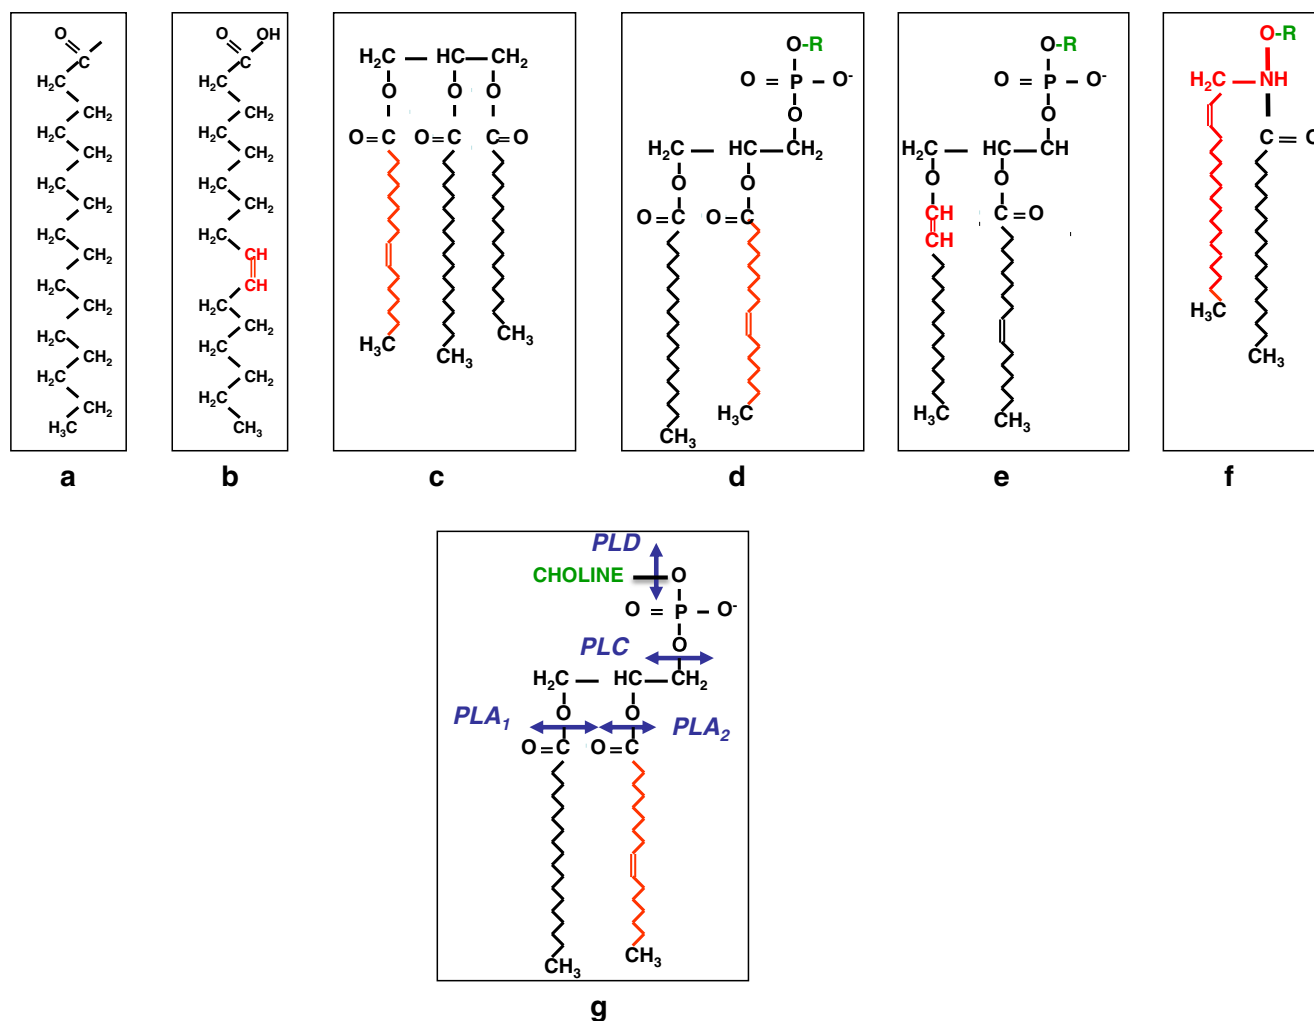 O
C
H₂C
CH₂
H₂C
CH₂
H₂C
CH₂
H₂C
CH₂
H₂C
CH₂
H₂C
CH₂
H₂C
CH₂
H₃C
a
O OH
C
H₂C
CH₂
H₂C
CH₂
H₂C
CH₂
H₂C
CH
CH
H₂C
CH₂
H₂C
CH₂
H₂C
CH₃
b
H₂C HC CH₂
O O O
O=C O=C C=O
H₃C CH₃ CH₃
c
O-R
O = P – O⁻
O
H₂C HC CH₂
O O
O=C O=C
H₃C
CH₃
d
O-R
O = P – O⁻
O
H₂C HC CH
O O
CH C=O
CH
H₃C CH₃
e
O-R
H₂C NH
C = O
H₃C
CH₃
f
PLD
CHOLINE O
O = P – O⁻
PLC O
H₂C HC CH₂
PLA₁ O O PLA₂
O=C O=C
CH₃ CH₃
g